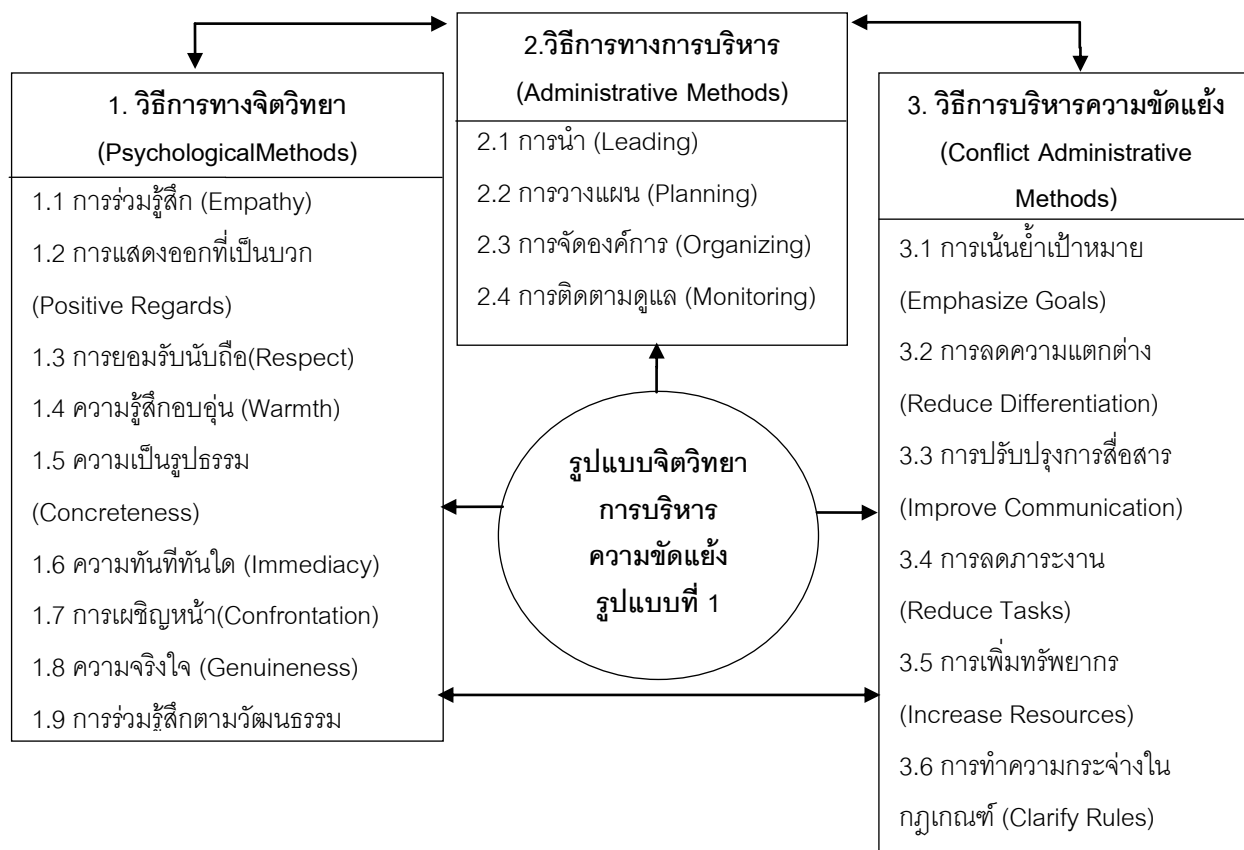 1. วิธีการทางจิตวิทยา
(PsychologicalMethods)
1.1 การร่วมรู้สึก (Empathy)
1.2 การแสดงออกที่เป็นบวก
(Positive Regards)
1.3 การยอมรับนับถือ(Respect)
1.4 ความรู้สึกอบอุ่น (Warmth)
1.5 ความเป็นรูปธรรม
(Concreteness)
1.6 ความทันทีทันใด (Immediacy)
1.7 การเผชิญหน้า(Confrontation)
1.8 ความจริงใจ (Genuineness)
1.9 การร่วมรู้สึกตามวัฒนธรรม
2.วิธีการทางการบริหาร
(Administrative Methods)
2.1 การนำ (Leading)
2.2 การวางแผน (Planning)
2.3 การจัดองค์การ (Organizing)
2.4 การติดตามดูแล (Monitoring)
รูปแบบจิตวิทยา
การบริหาร
ความขัดแย้ง
รูปแบบที่ 1
3. วิธีการบริหารความขัดแย้ง
(Conflict Administrative
Methods)
3.1 การเน้นย้ำเป้าหมาย
(Emphasize Goals)
3.2 การลดความแตกต่าง
(Reduce Differentiation)
3.3 การปรับปรุงการสื่อสาร
(Improve Communication)
3.4 การลดภาระงาน
(Reduce Tasks)
3.5 การเพิ่มทรัพยากร
(Increase Resources)
3.6 การทำความกระจ่างใน
กฎเกณฑ์ (Clarify Rules)